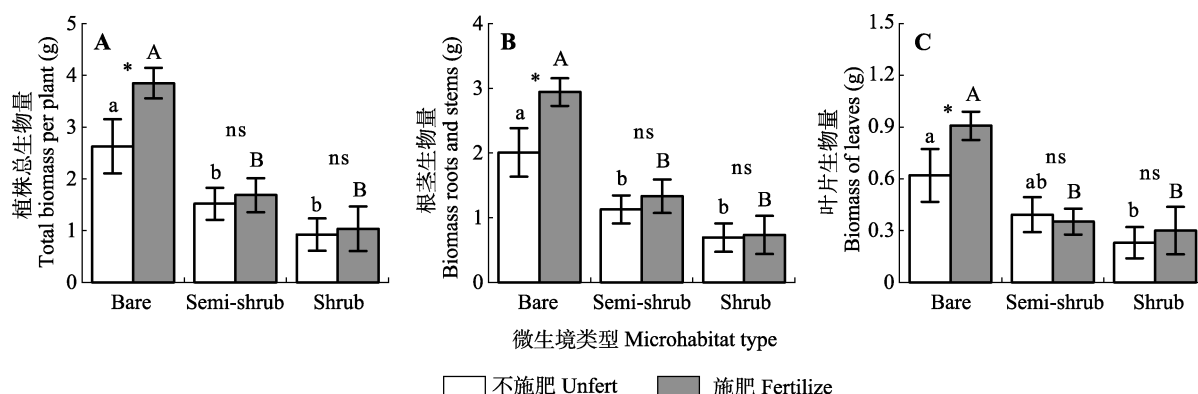 A
植株总生物量
Total biomass per plant (g)
5
4
3
2
1
0
a
*
A
b
ns
B
b
ns
B
Bare
Semi-shrub
Shrub
B
根茎生物量
Biomass roots and stems (g)
4
3
2
1
0
a
*
A
b
ns
B
b
ns
B
Bare
Semi-shrub
Shrub
C
叶片生物量
Biomass of leaves (g)
1.5
1.2
0.9
0.6
0.3
0
a
*
A
ab
ns
B
b
ns
B
Bare
Semi-shrub
Shrub
微生境类型 Microhabitat type
不施肥 Unfert
施肥 Fertilize